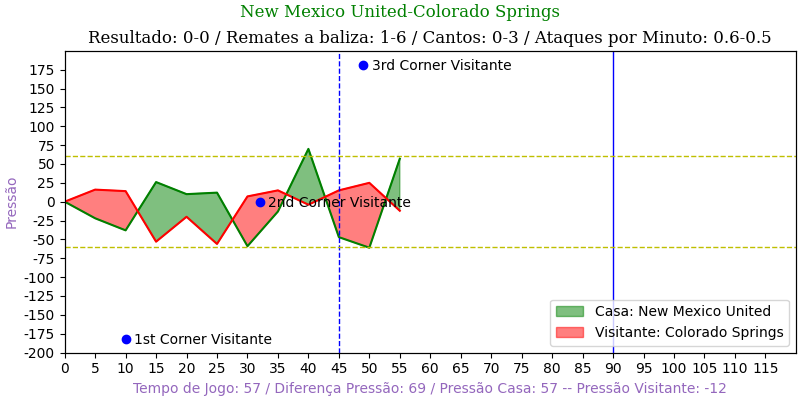 New Mexico United-Colorado Springs
Resultado: 0-0 / Remates a baliza: 1-6 / Cantos: 0-3 / Ataques por Minuto: 0.6-0.5
3rd Corner Visitante
2nd Corner Visitante
1st Corner Visitante
Pressão
175
150
125
100
75
50
25
0
-25
-50
-75
-100
-125
-150
-175
-200
Casa: New Mexico United
Visitante: Colorado Springs
0 5 10 15 20 25 30 35 40 45 50 55 60 65 70 75 80 85 90 95 100 105 110 115
Tempo de Jogo: 57 / Diferença Pressão: 69 / Pressão Casa: 57 -- Pressão Visitante: -12